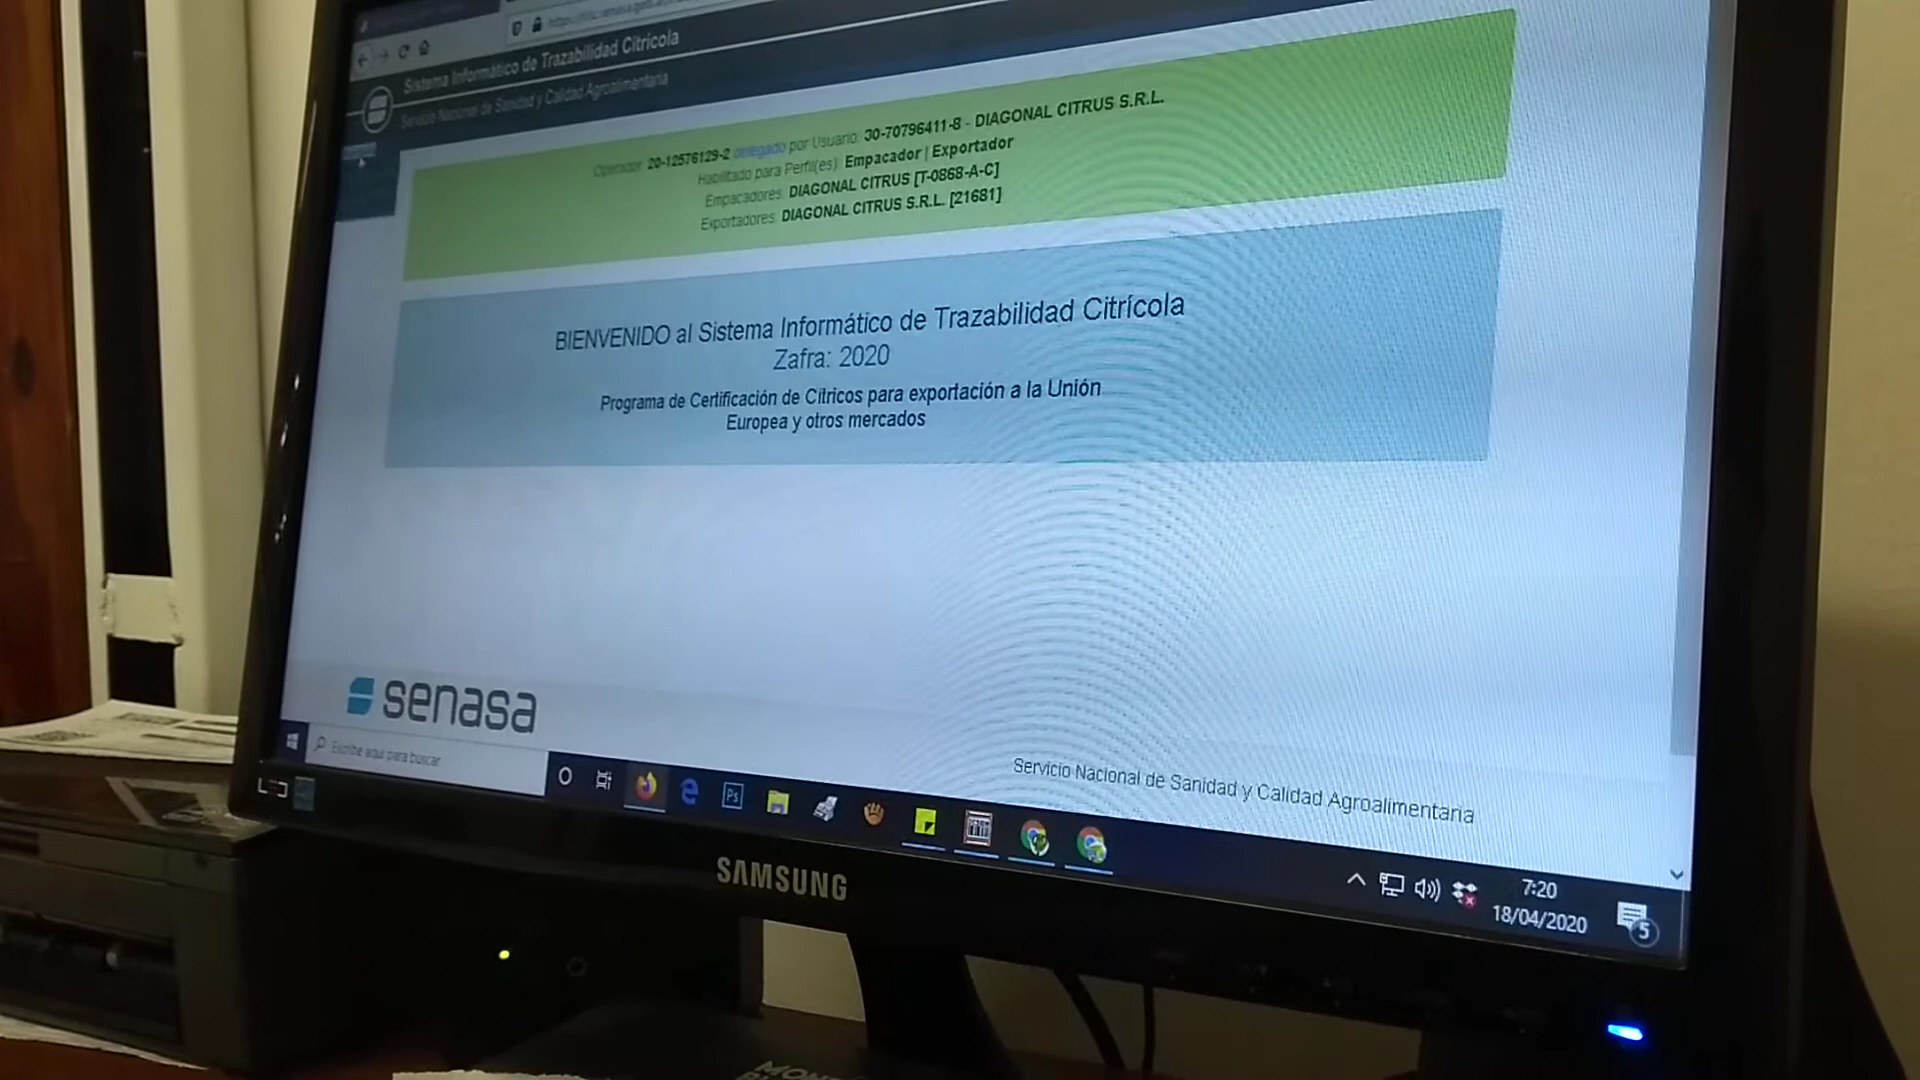 Sistema Informático de Trazabilidad Citrícola
Servicio Nacional de Sanidad y Calidad Agroalimentaria
Operador: 20-12576129-2 delegado por Usuario: 30-70796411-8 - DIAGONAL CITRUS S.R.L.
Habilitado para Perfil(es): Empacador | Exportador
Empacadores: DIAGONAL CITRUS [T-0868-A-C]
Exportadores: DIAGONAL CITRUS S.R.L. [21681]
BIENVENIDO al Sistema Informático de Trazabilidad Citrícola
Zafra: 2020
Programa de Certificación de Cítricos para exportación a la Unión
Europea y otros mercados
senasa
Servicio Nacional de Sanidad y Calidad Agroalimentaria
Escribe aquí para buscar
Ps
7:20
18/04/2020
5
LED
SAMSUNG